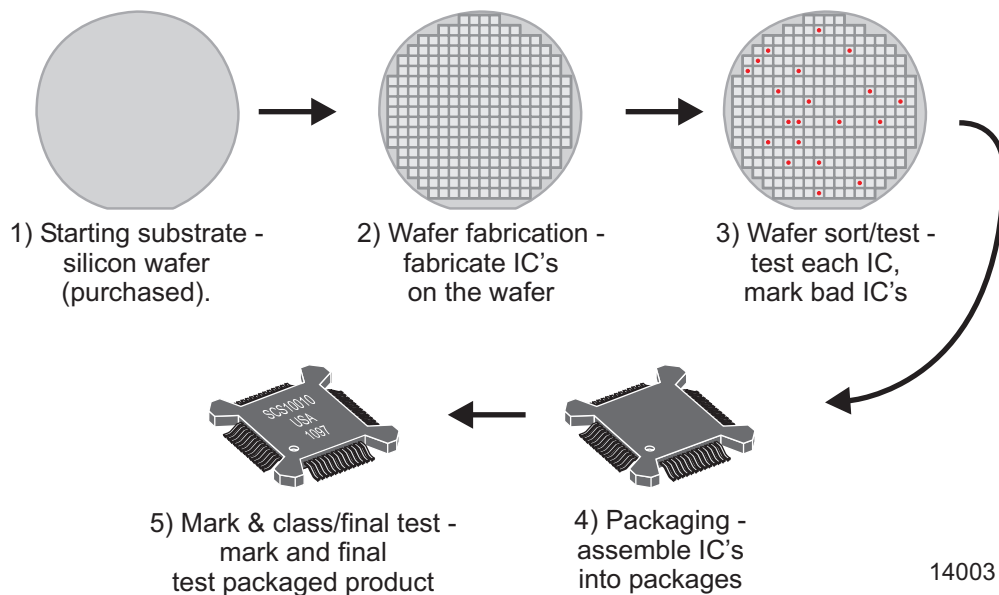 1) Starting substrate -
silicon wafer
(purchased).
2) Wafer fabrication -
fabricate IC's
on the wafer
3) Wafer sort/test -
test each IC,
mark bad IC's
SCS10010
USA
1097
5) Mark & class/final test -
mark and final
test packaged product
4) Packaging -
assemble IC's
into packages
14003